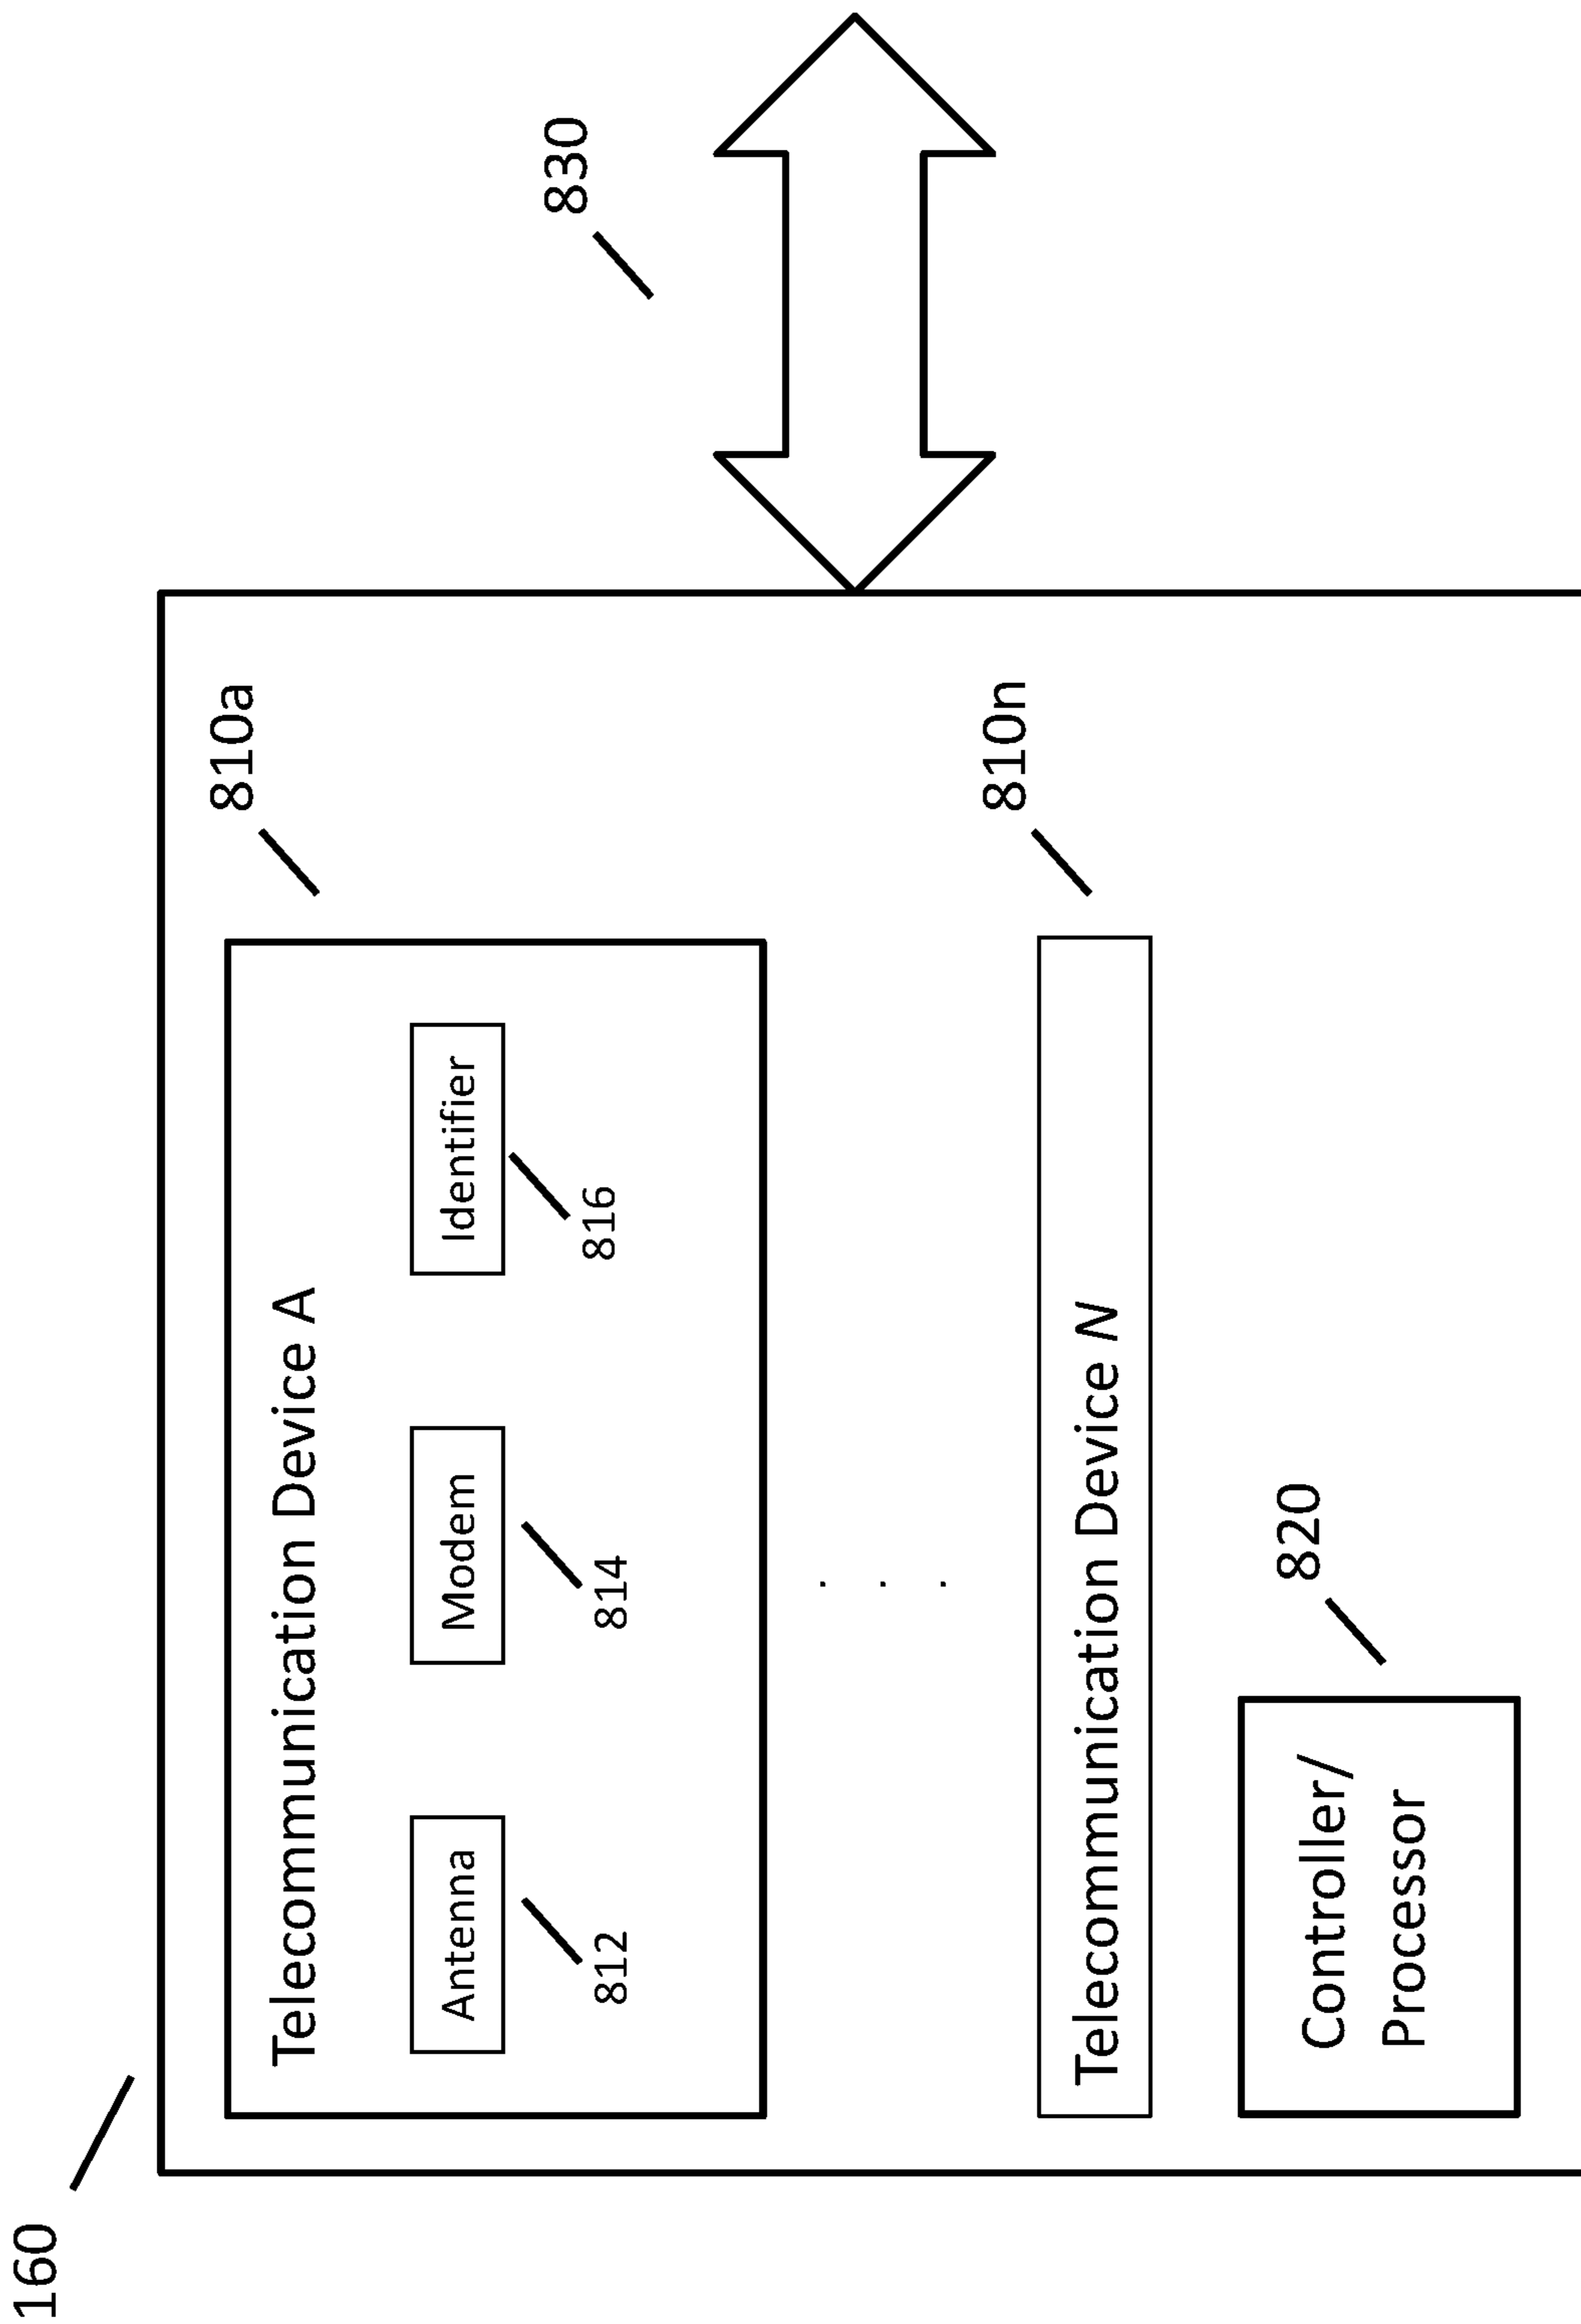 160
810a
830
Telecommunication Device A
Antenna
Modem
Identifier
812
814
816
. . .
810n
Telecommunication Device N
820
Controller/
Processor